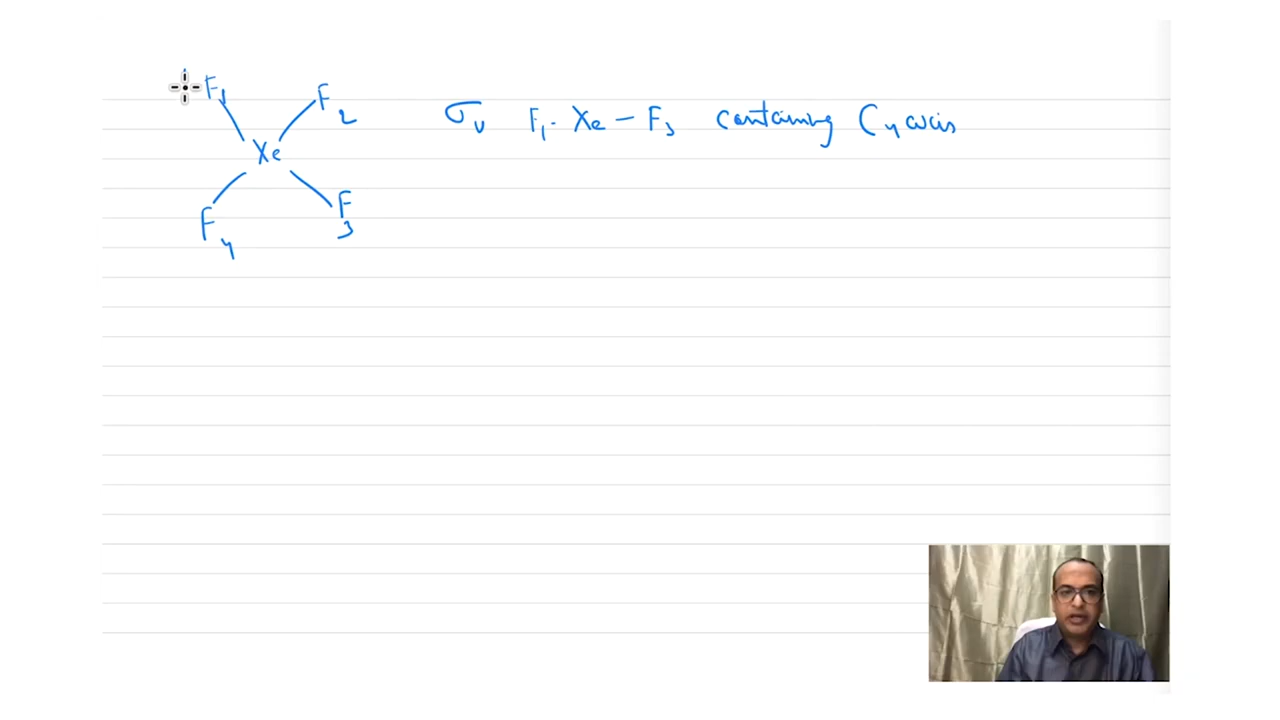 F1 F2
σv F1 - Xe - F3 containing C4 axis
Xe
F4 F3